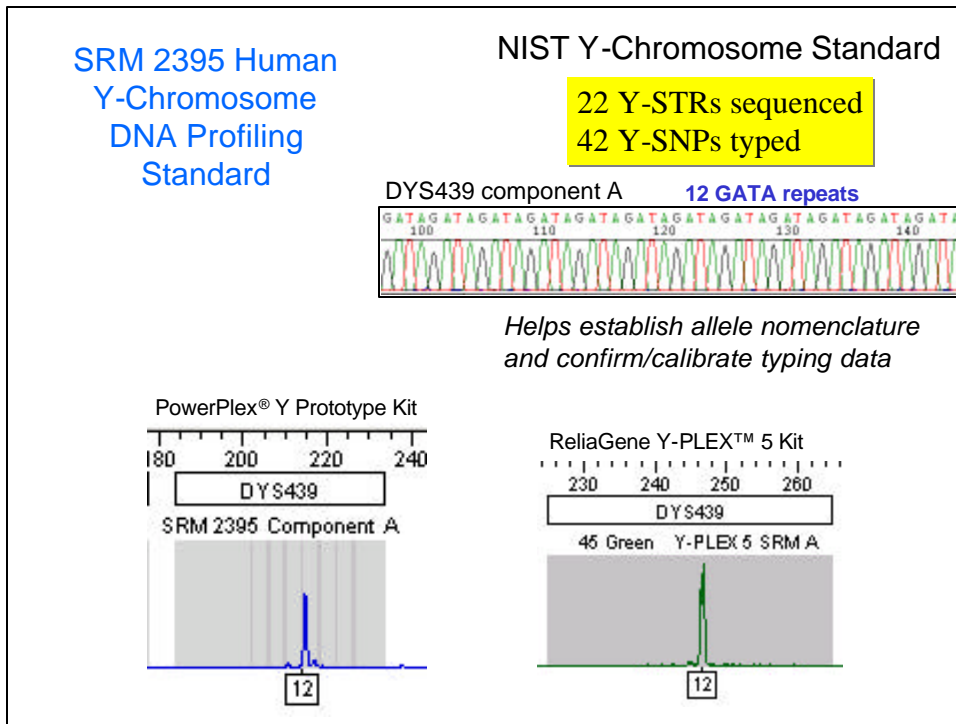 SRM 2395 Human
Y-Chromosome
DNA Profiling
Standard
NIST Y-Chromosome Standard
22 Y-STRs sequenced
42 Y-SNPs typed
DYS439 component A 12 GATA repeats
GATAGATAGATAGATAGATAGATAGATAGATAGATAGATAGATAGATA
100 110 120 130 140
Helps establish allele nomenclature
and confirm/calibrate typing data
PowerPlex® Y Prototype Kit
180 200 220 240
DYS439
SRM 2395 Component A
12
ReliaGene Y-PLEX™ 5 Kit
230 240 250 260
DYS439
45 Green Y-PLEX 5 SRM A
12